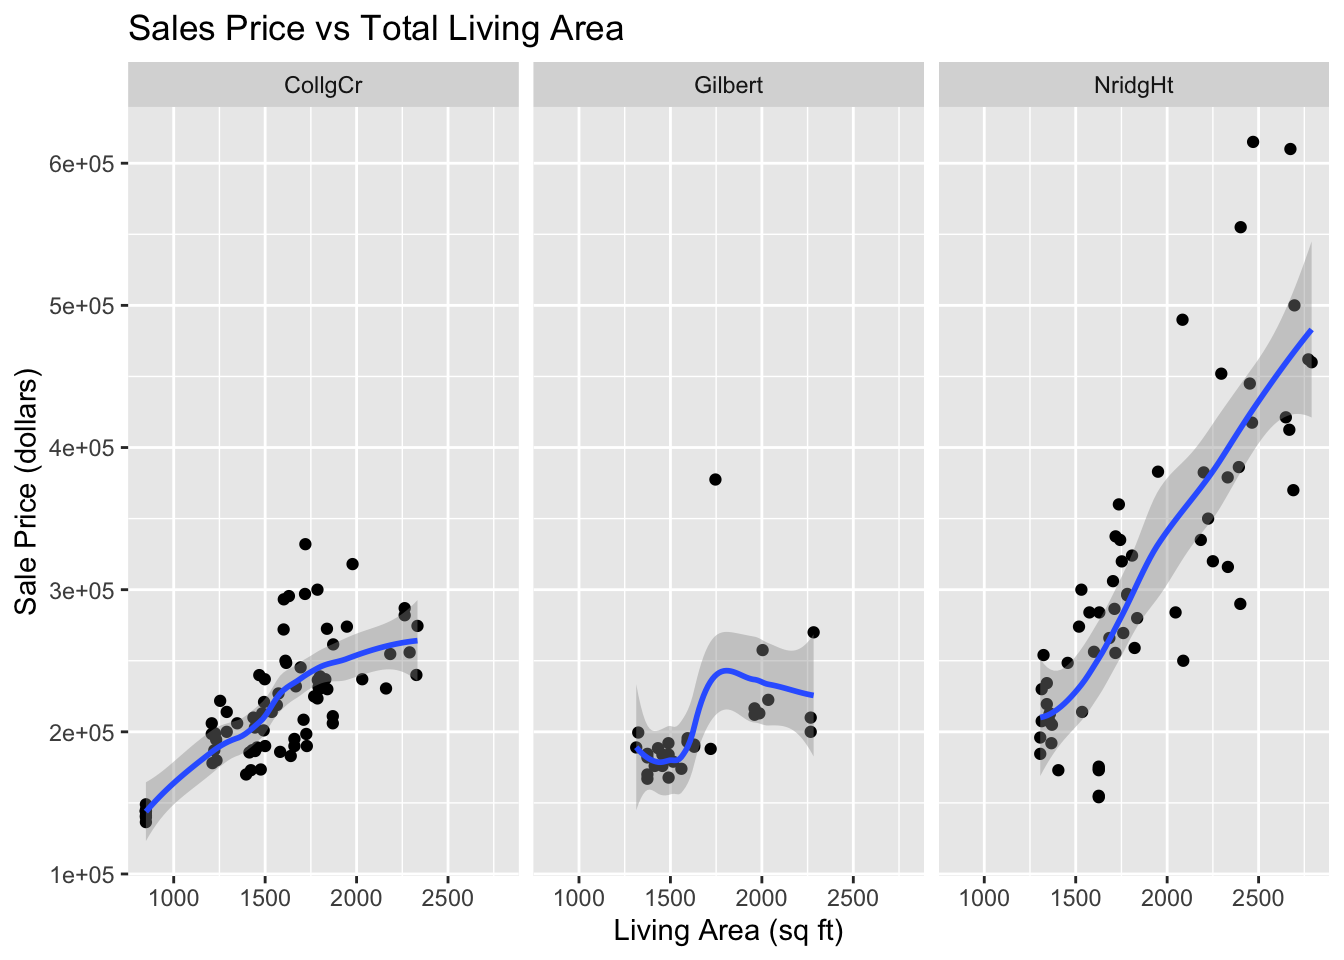 Sales Price vs Total Living Area
CollgCr Gilbert NridgHt
6e+05
5e+05
4e+05
3e+05
2e+05
1e+05
Sale Price (dollars)
1000 1500 2000 2500 1000 1500 2000 2500 1000 1500 2000 2500
Living Area (sq ft)